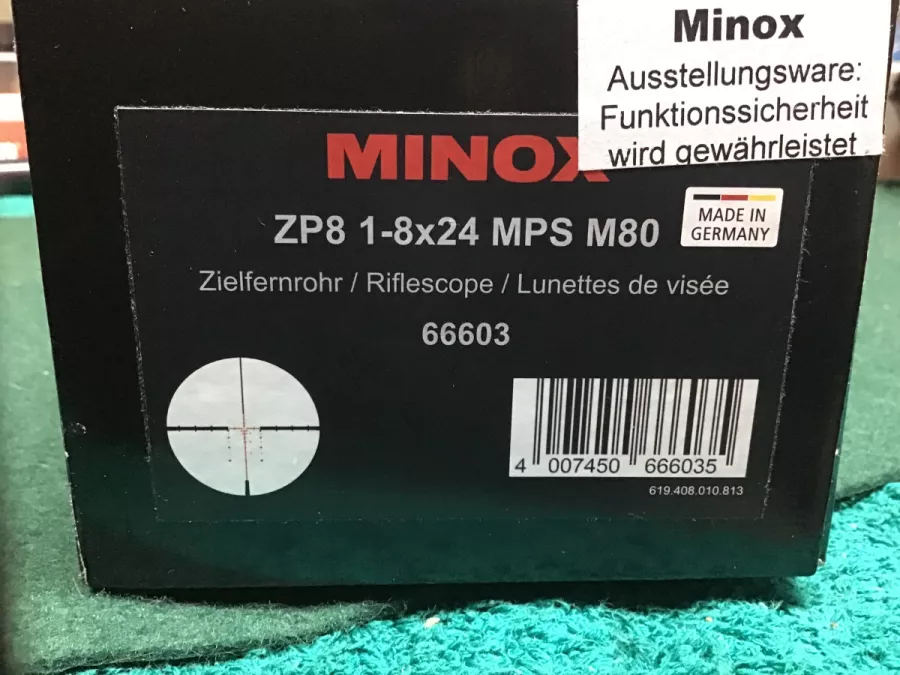 Minox
Ausstellungsware:
Funktionssicherheit
wird gewährleistet
MINOX
ZP8 1-8x24 MPS M80
MADE IN
GERMANY
Zielfernrohr / Riflescope / Lunettes de visée
66603
4 007450 666035
619.408.010.813